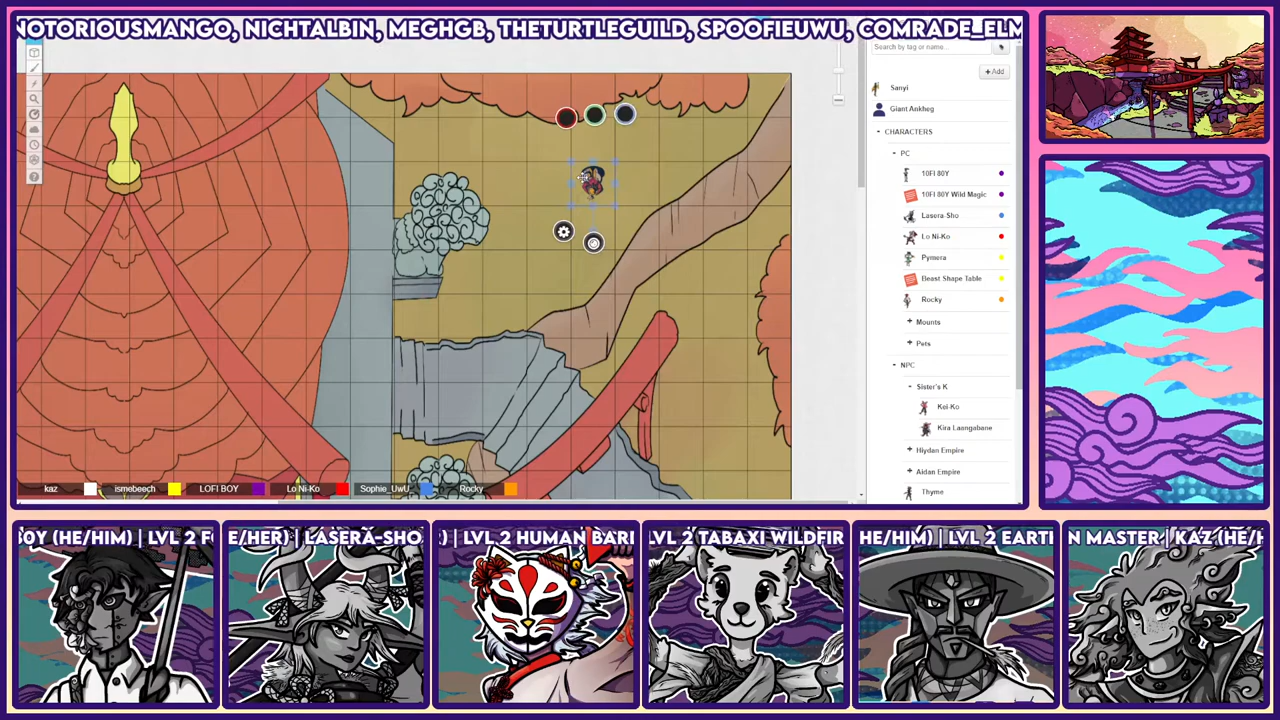 NOTORIOUSMANGO, NICHTALBIN, MEGHGB, THETURTLEGUILD, SPOOFIEUWU, COMRADE_ELM
Search by tag or name...
+ Add
Sanyi
Giant Ankheg
CHARACTERS
PC
10FI 80Y
10FI 80Y Wild Magic
Lasera-Sho
Lo Ni-Ko
Pymera
Beast Shape Table
Rocky
Mounts
Pets
NPC
Sister's K
Kei-Ko
Kira Laangabane
Hiydan Empire
Aidan Empire
Thyme
kaz ismebeech LOFI BOY Lo Ni-Ko Sophie_UwU Rocky
80Y (HE/HIM) | LVL 2 F
E/HER) | LASERA-SHO
) | LVL 2 HUMAN BARD
LVL 2 TABAXI WILDFIR
HE/HIM) | LVL 2 EARTH
N MASTER | KAZ (HE/H